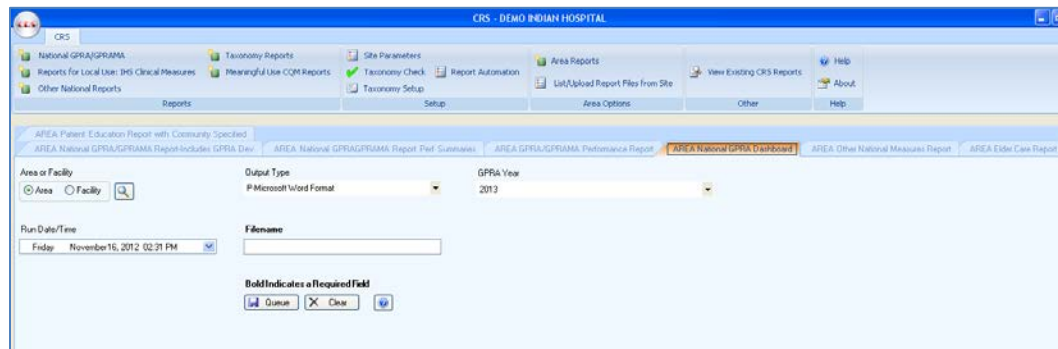 CRS - DEMO INDIAN HOSPITAL
CRS
CRS
National GPRA/GPRAMA
Reports for Local Use: IHS Clinical Measures
Other National Reports
Taxonomy Reports
Meaningful Use CQM Reports
Reports
Site Parameters
Taxonomy Check
Report Automation
Taxonomy Setup
Setup
Area Reports
List/Upload Report Files from Site
Area Options
View Existing CRS Reports
Other
Help
About
Help
AREA Patient Education Report with Community Specified
AREA National GPRA/GPRAMA Report-Includes GPRA Dev
AREA National GPRA/GPRAMA Report Perf Summaries
AREA GPRA/GPRAMA Performance Report
AREA National GPRA Dashboard
AREA Other National Measures Report
AREA Elder Care Report
Area or Facility
Area
Facility
Output Type
P-Microsoft Word Format
GPRA Year
2013
Run Date/Time
Friday November 16, 2012 02:31 PM
Filename
Bold Indicates a Required Field
Queue
Clear